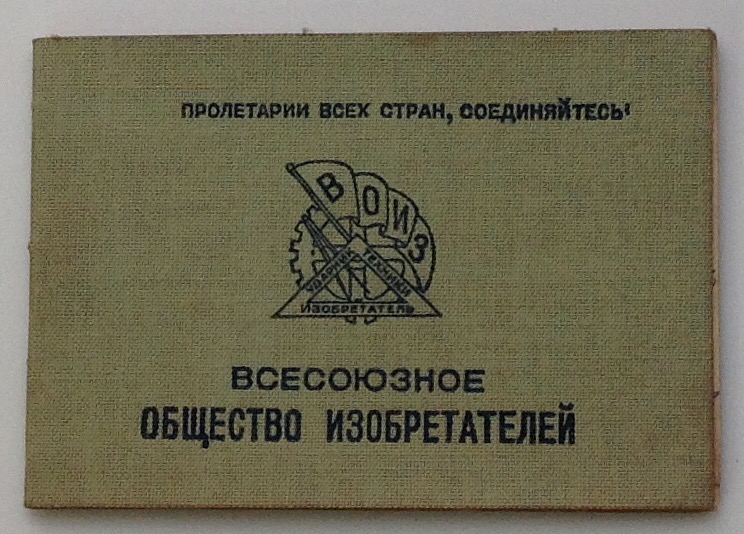 ПРОЛЕТАРИИ ВСЕХ СТРАН, СОЕДИНЯЙТЕСЬ!
ВОИЗ
УДАРНИК ТЕХНИКИ
ИЗОБРЕТАТЕЛЬ
ВСЕСОЮЗНОЕ
ОБЩЕСТВО ИЗОБРЕТАТЕЛЕЙ